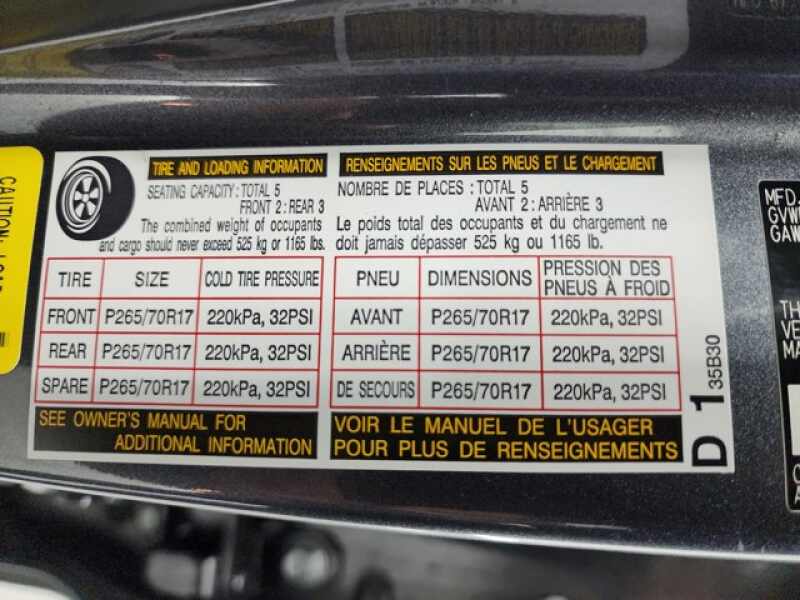 TIRE AND LOADING INFORMATION
SEATING CAPACITY : TOTAL 5
FRONT 2 : REAR 3
The combined weight of occupants
and cargo should never exceed 525 kg or 1165 lbs.
TIRE SIZE COLD TIRE PRESSURE
FRONT P265/70R17 220kPa, 32PSI
REAR P265/70R17 220kPa, 32PSI
SPARE P265/70R17 220kPa, 32PSI
SEE OWNER'S MANUAL FOR
ADDITIONAL INFORMATION
RENSEIGNEMENTS SUR LES PNEUS ET LE CHARGEMENT
NOMBRE DE PLACES : TOTAL 5
AVANT 2 : ARRIÈRE 3
Le poids total des occupants et du chargement ne
doit jamais dépasser 525 kg ou 1165 lb.
PNEU DIMENSIONS PRESSION DES
PNEUS À FROID
AVANT P265/70R17 220kPa, 32PSI
ARRIÈRE P265/70R17 220kPa, 32PSI
DE SECOURS P265/70R17 220kPa, 32PSI
VOIR LE MANUEL DE L'USAGER
POUR PLUS DE RENSEIGNEMENTS
D 1
35B30
CAUTION:
MFD.
GVW
GAW